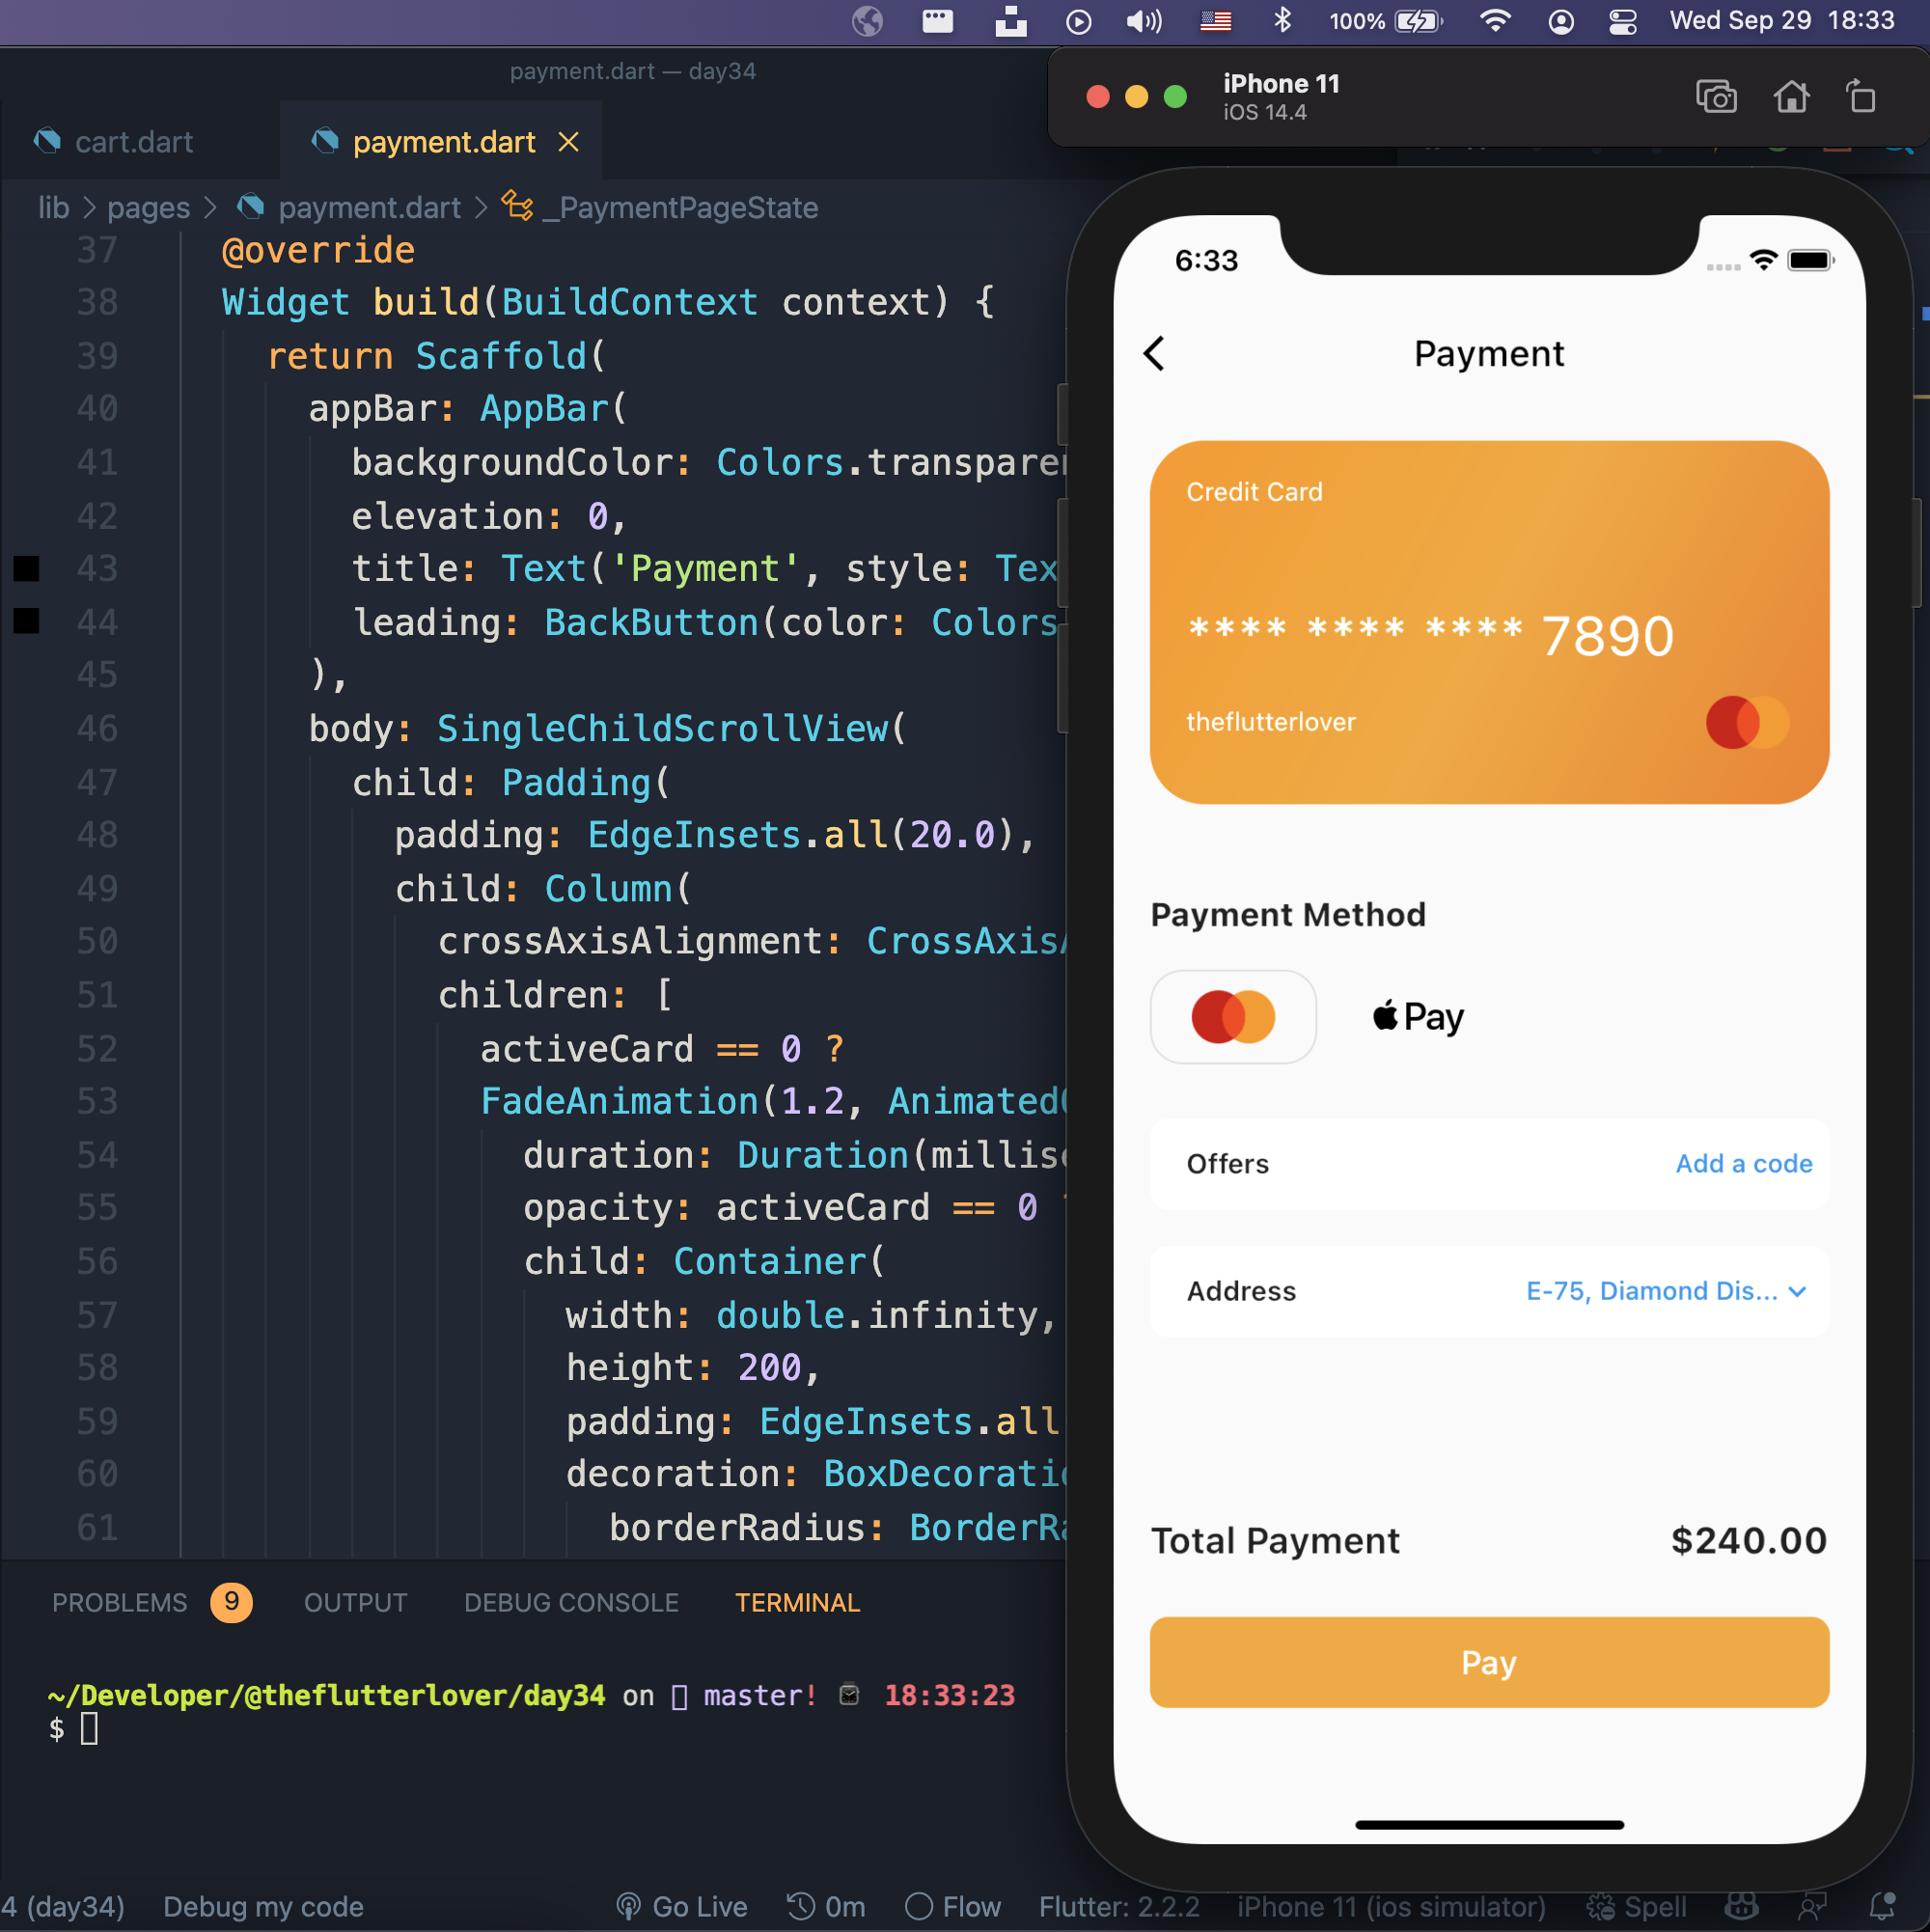 100%
Wed Sep 29 18:33
payment.dart — day34
cart.dart
payment.dart
lib > pages > payment.dart > _PaymentPageState
37 @override
38 Widget build(BuildContext context) {
39 return Scaffold(
40 appBar: AppBar(
41 backgroundColor: Colors.transparen
42 elevation: 0,
43 title: Text('Payment', style: Tex
44 leading: BackButton(color: Colors
45 ),
46 body: SingleChildScrollView(
47 child: Padding(
48 padding: EdgeInsets.all(20.0),
49 child: Column(
50 crossAxisAlignment: CrossAxisA
51 children: [
52 activeCard == 0 ?
53 FadeAnimation(1.2, AnimatedO
54 duration: Duration(millise
55 opacity: activeCard == 0 ?
56 child: Container(
57 width: double.infinity,
58 height: 200,
59 padding: EdgeInsets.all
60 decoration: BoxDecoratio
61 borderRadius: BorderRa
PROBLEMS 9 OUTPUT DEBUG CONSOLE TERMINAL
~/Developer/@theflutterlover/day34 on master! 18:33:23
$
4 (day34) Debug my code Go Live 0m Flow Flutter: 2.2.2 iPhone 11 (ios simulator) Spell
iPhone 11
iOS 14.4
6:33
Payment
Credit Card
**** **** **** 7890
theflutterlover
Payment Method
Pay
Offers Add a code
Address E-75, Diamond Dis...
Total Payment $240.00
Pay